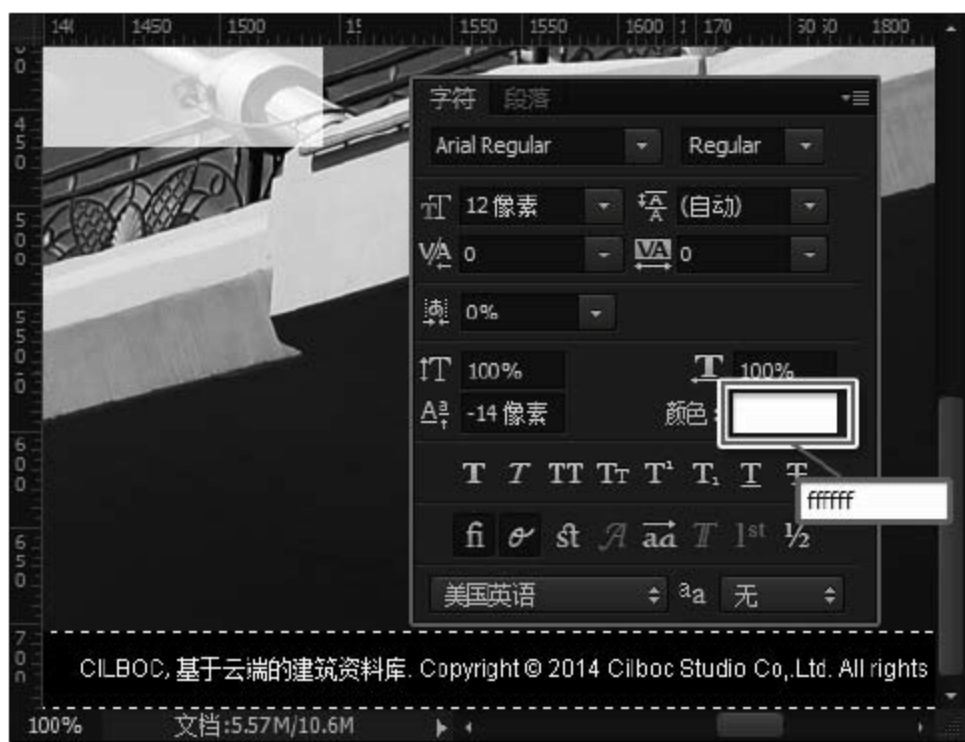 1450 1500 1550 1550 1600 170 1800
字符 段落
Arial Regular Regular
12 像素 (自动)
0 0
0%
100% 100%
-14 像素 颜色:
ffffff
T T TT Tт T¹ T₁ T T
fi st aa 1st ½
美国英语 aa 无
CILBOC, 基于云端的建筑资料库. Copyright © 2014 Cilboc Studio Co,.Ltd. All rights
100% 文档:5.57M/10.6M